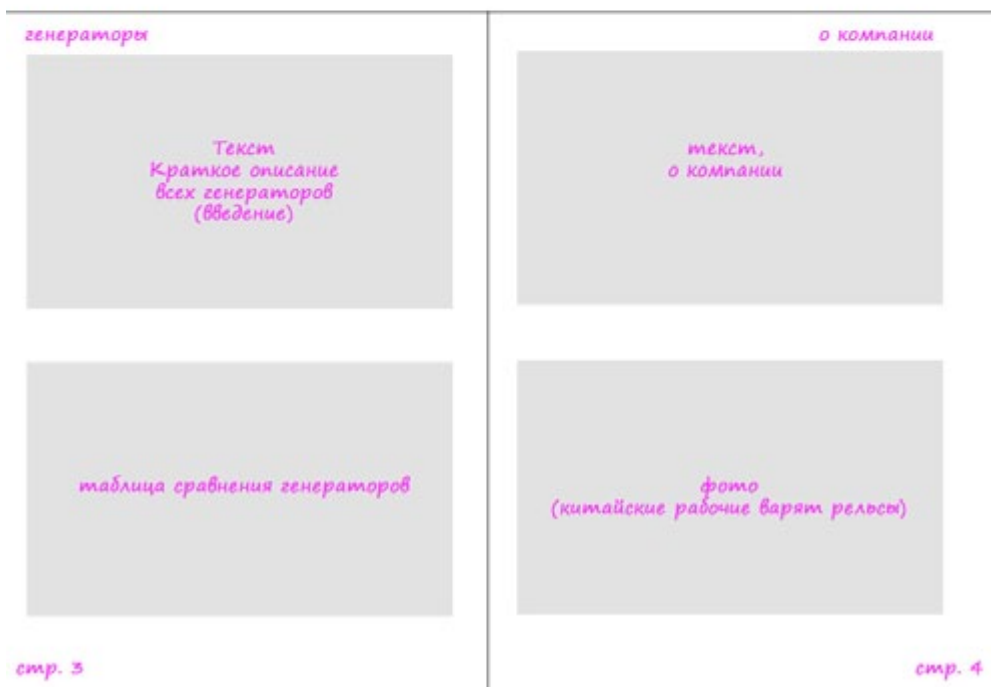 генераторы
Текст
Краткое описание
всех генераторов
(введение)
таблица сравнения генераторов
стр. 3
о компании
текст,
о компании
фото
(китайские рабочие варят рельсы)
стр. 4